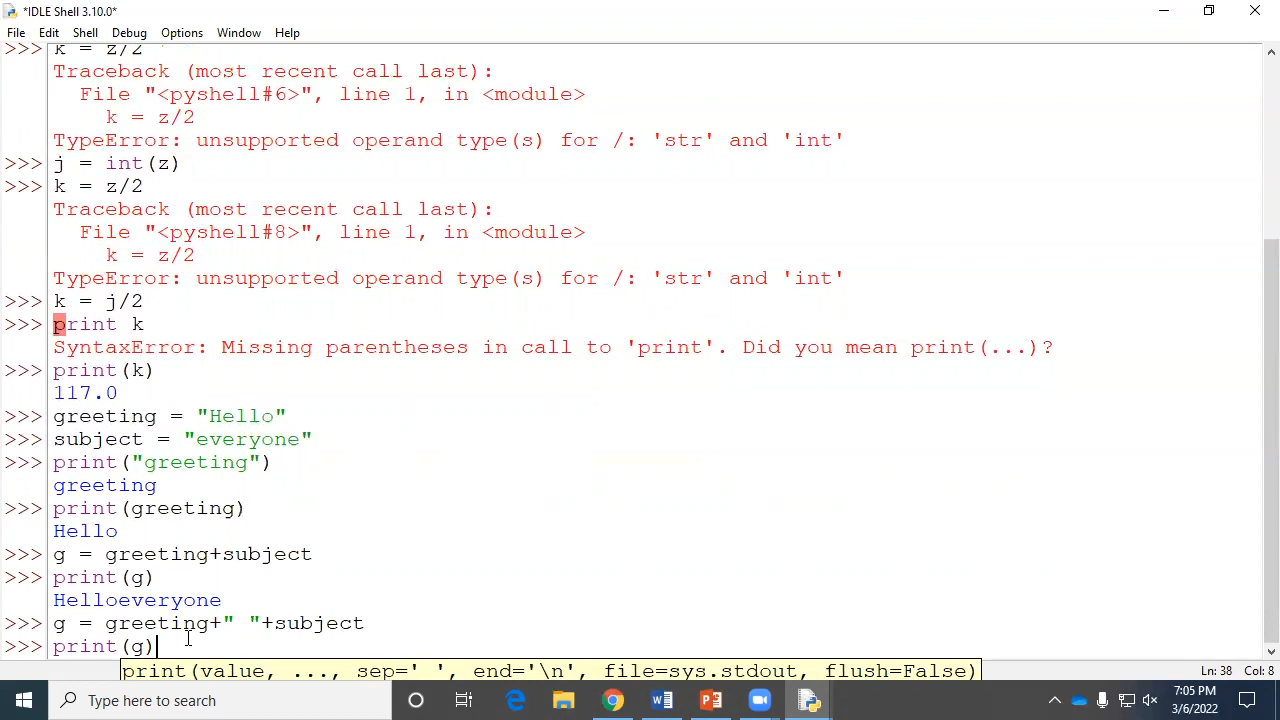 *IDLE Shell 3.10.0*
File Edit Shell Debug Options Window Help
>>> k = z/2
Traceback (most recent call last):
  File "<pyshell#6>", line 1, in <module>
    k = z/2
TypeError: unsupported operand type(s) for /: 'str' and 'int'
>>> j = int(z)
>>> k = z/2
Traceback (most recent call last):
  File "<pyshell#8>", line 1, in <module>
    k = z/2
TypeError: unsupported operand type(s) for /: 'str' and 'int'
>>> k = j/2
>>> print k
SyntaxError: Missing parentheses in call to 'print'. Did you mean print(...)?
>>> print(k)
117.0
>>> greeting = "Hello"
>>> subject = "everyone"
>>> print("greeting")
greeting
>>> print(greeting)
Hello
>>> g = greeting+subject
>>> print(g)
Helloeveryone
>>> g = greeting+" "+subject
>>> print(g)
print(value, ..., sep=' ', end='\n', file=sys.stdout, flush=False)
Ln: 38 Col: 8
Type here to search
7:05 PM
3/6/2022